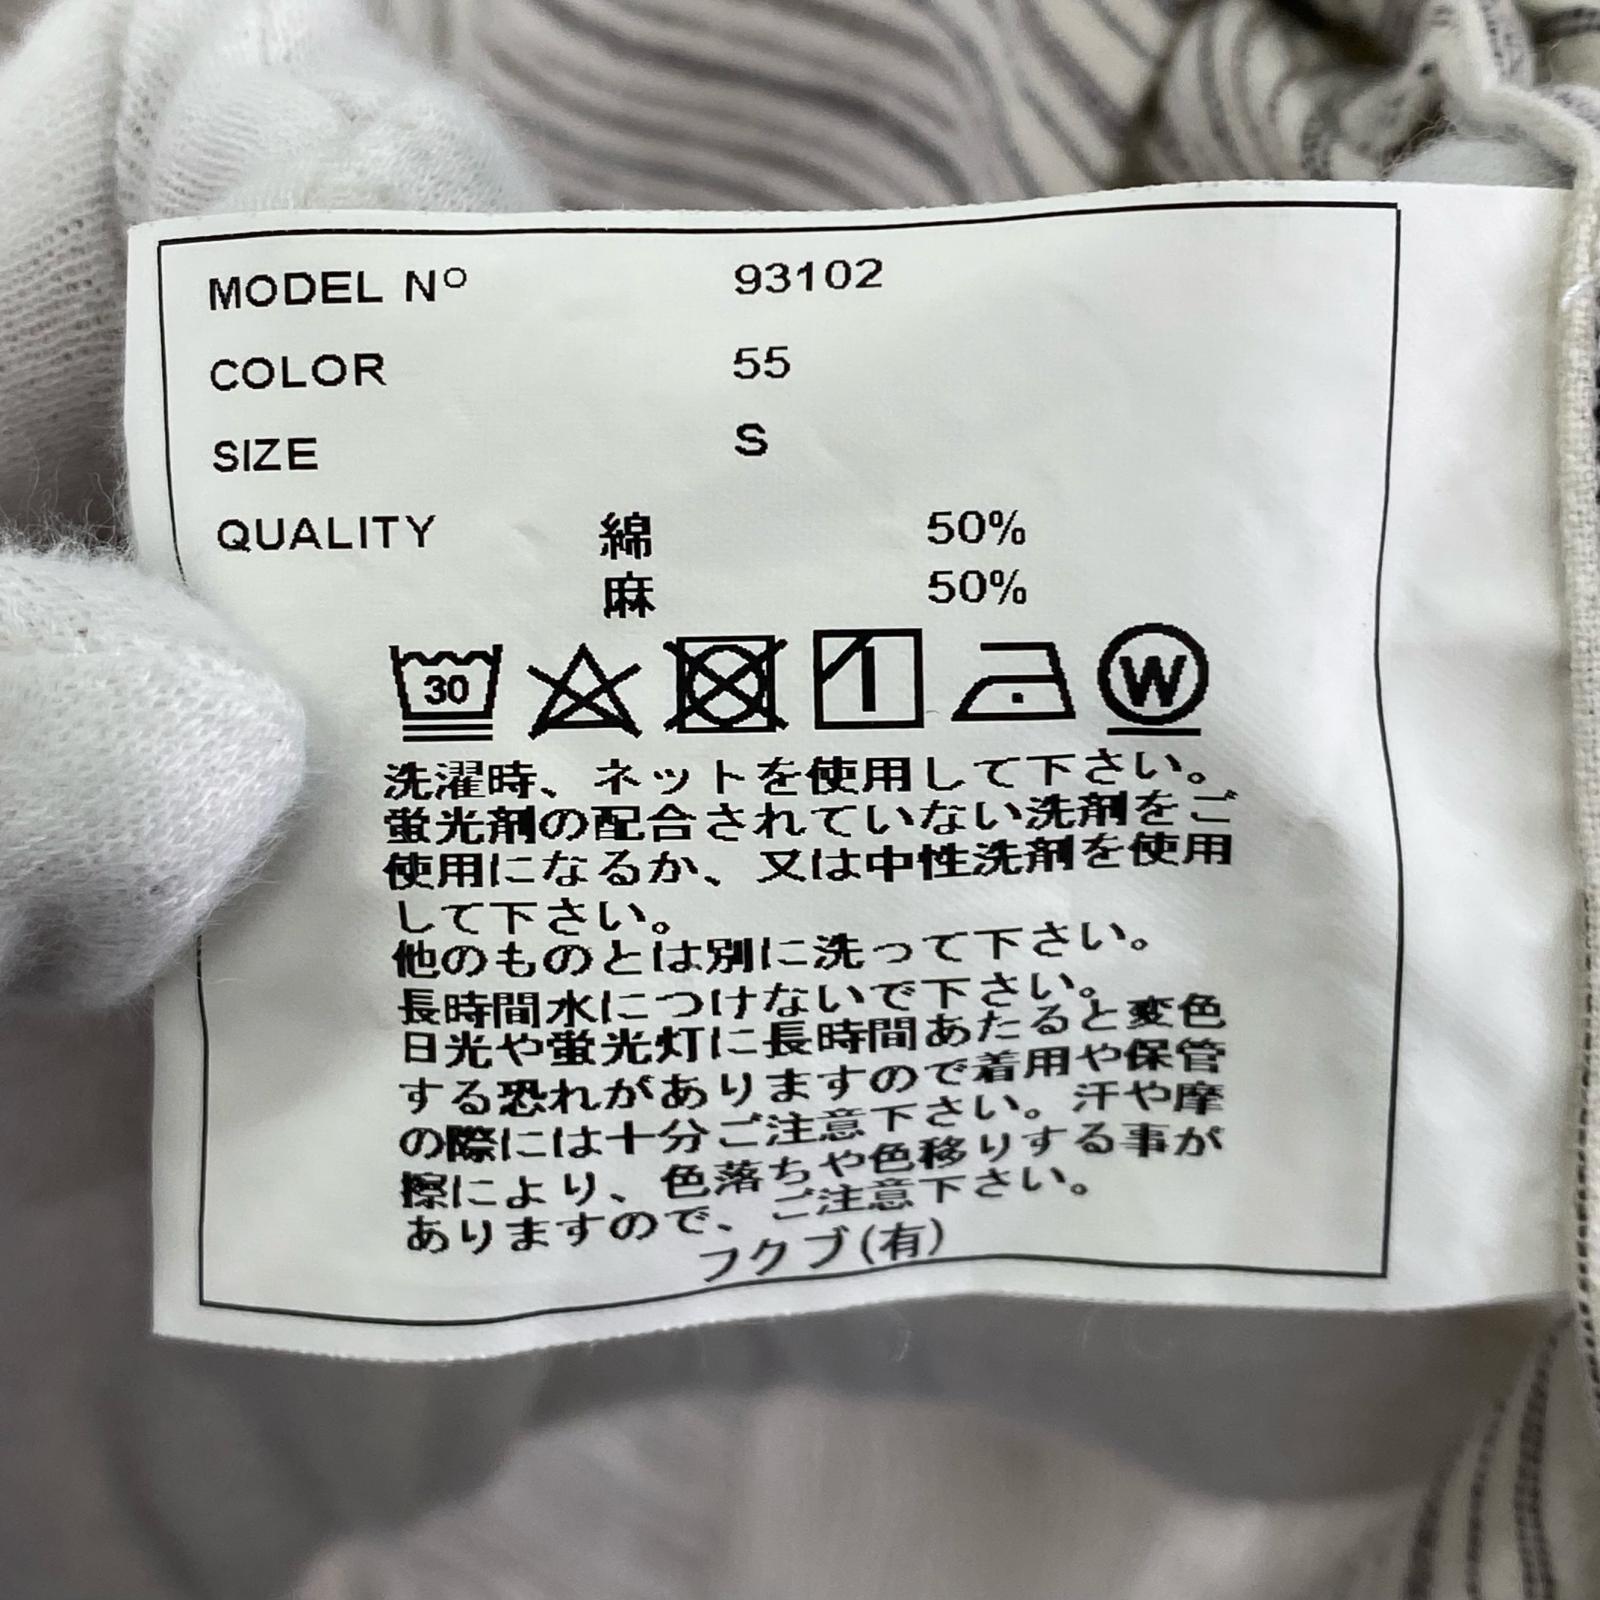 MODEL Nº 93102
COLOR 55
SIZE S
QUALITY 綿 50%
麻 50%
30 W
洗濯時、ネットを使用して下さい。
蛍光剤の配合されていない洗剤をご
使用になるか、又は中性洗剤を使用
して下さい。
他のものとは別に洗って下さい。
長時間水につけないで下さい。
日光や蛍光灯に長時間あたると変色
する恐れがありますので着用や保管
の際には十分ご注意下さい。汗や摩
擦により、色落ちや色移りする事が
ありますので、ご注意下さい。
フクブ(有)